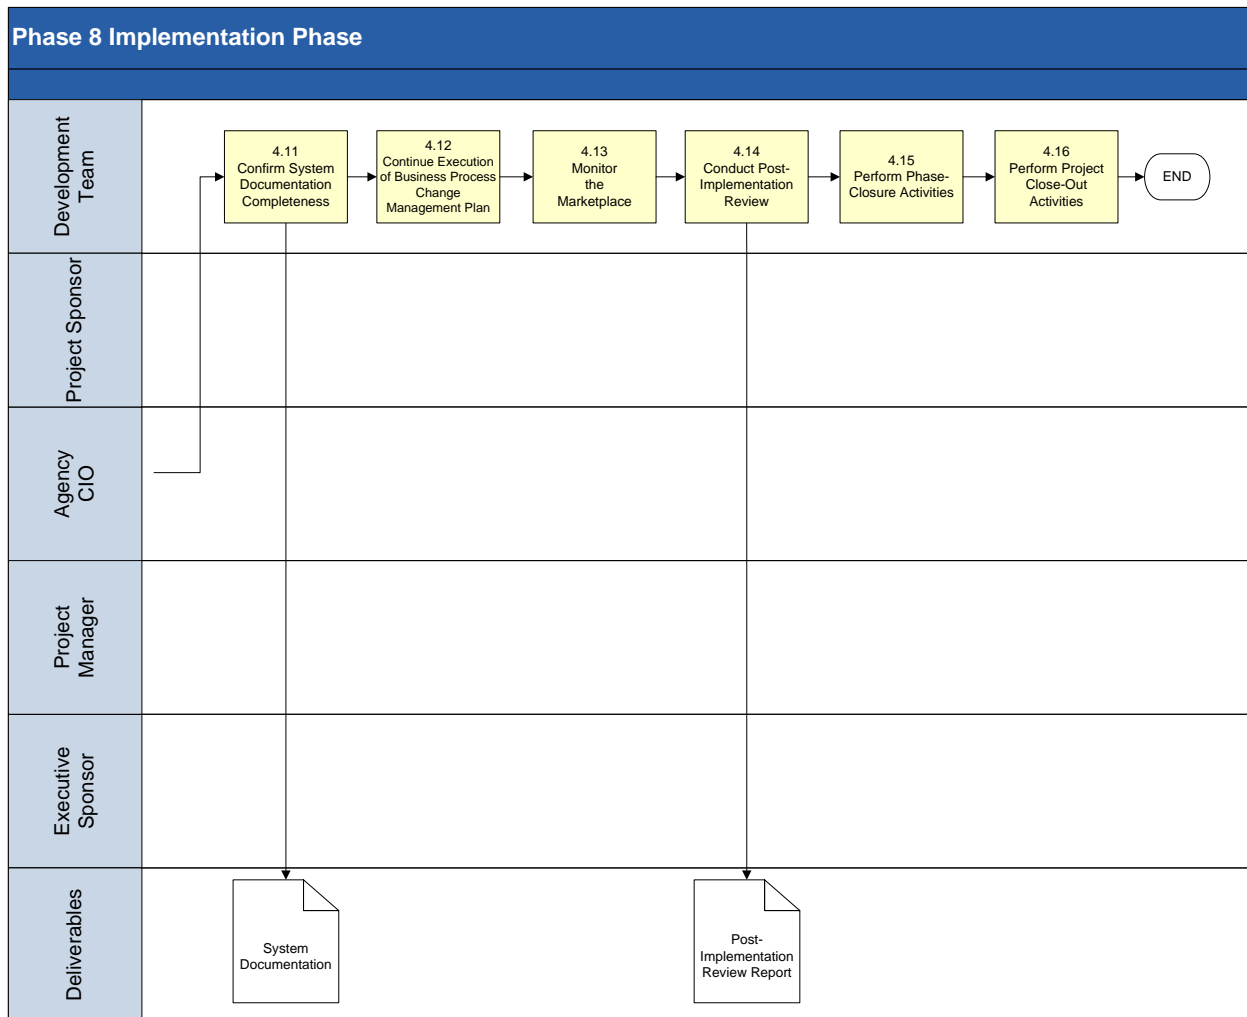 Phase 8 Implementation Phase
Development
Team
4.11
Confirm System
Documentation
Completeness
4.12
Continue Execution
of Business Process
Change
Management Plan
4.13
Monitor
the
Marketplace
4.14
Conduct Post-
Implementation
Review
4.15
Perform Phase-
Closure Activities
4.16
Perform Project
Close-Out
Activities
END
Project Sponsor
Agency
CIO
Project
Manager
Executive
Sponsor
Deliverables
System
Documentation
Post-
Implementation
Review Report